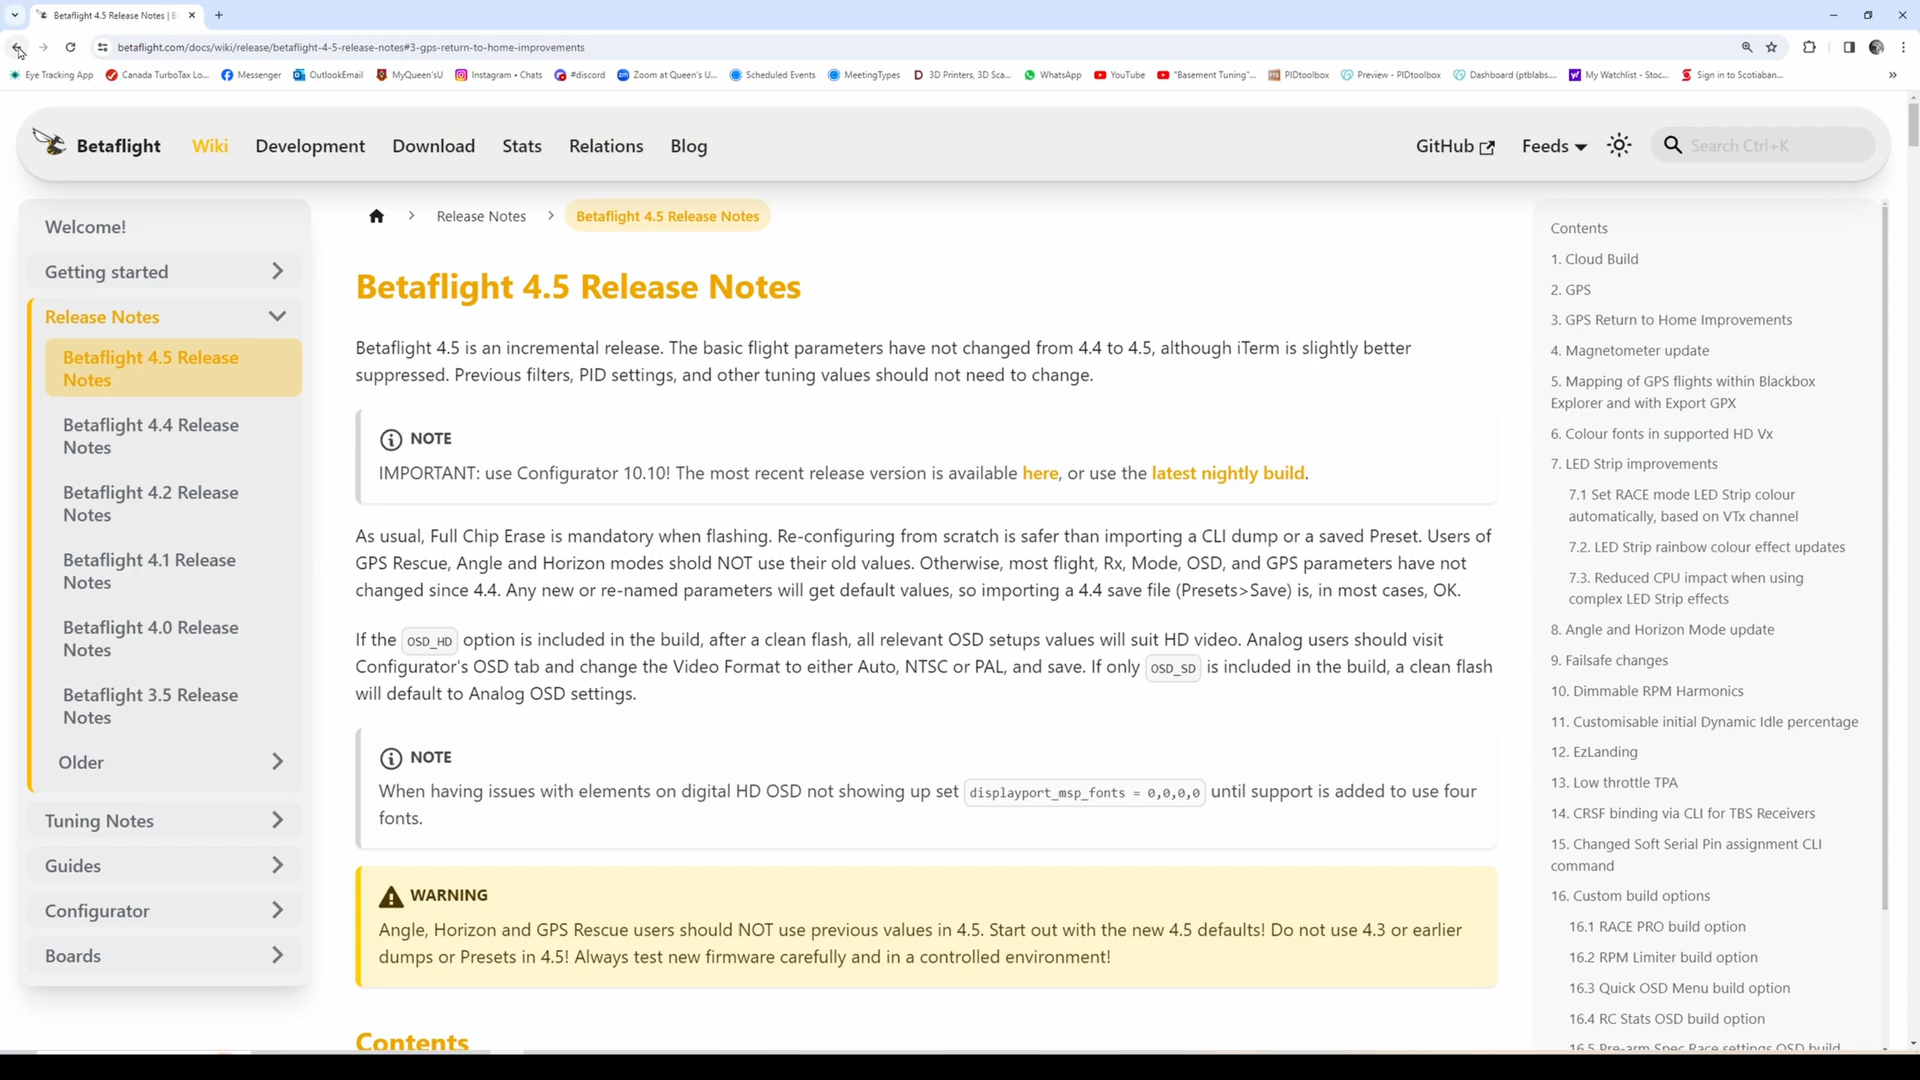 Betaflight 4.5 Release Notes | B
betaflight.com/docs/wiki/release/betaflight-4-5-release-notes#3-gps-return-to-home-improvements
Eye Tracking App
Canada TurboTax Lo...
Messenger
OutlookEmail
MyQueen'sU
Instagram • Chats
#discord
Zoom at Queen's U...
Scheduled Events
MeetingTypes
3D Printers, 3D Sca...
WhatsApp
YouTube
"Basement Tuning"...
PIDtoolbox
Preview - PIDtoolbox
Dashboard (ptblabs....
My Watchlist - Stoc...
Sign in to Scotiaban...
Betaflight
Wiki
Development
Download
Stats
Relations
Blog
GitHub
Feeds
Search Ctrl+K
Welcome!
Getting started
Release Notes
Betaflight 4.5 Release
Notes
Betaflight 4.4 Release
Notes
Betaflight 4.2 Release
Notes
Betaflight 4.1 Release
Notes
Betaflight 4.0 Release
Notes
Betaflight 3.5 Release
Notes
Older
Tuning Notes
Guides
Configurator
Boards
Release Notes
Betaflight 4.5 Release Notes
Betaflight 4.5 Release Notes
Betaflight 4.5 is an incremental release. The basic flight parameters have not changed from 4.4 to 4.5, although iTerm is slightly better
suppressed. Previous filters, PID settings, and other tuning values should not need to change.
NOTE
IMPORTANT: use Configurator 10.10! The most recent release version is available here, or use the latest nightly build.
As usual, Full Chip Erase is mandatory when flashing. Re-configuring from scratch is safer than importing a CLI dump or a saved Preset. Users of
GPS Rescue, Angle and Horizon modes shold NOT use their old values. Otherwise, most flight, Rx, Mode, OSD, and GPS parameters have not
changed since 4.4. Any new or re-named parameters will get default values, so importing a 4.4 save file (Presets>Save) is, in most cases, OK.
If the OSD_HD option is included in the build, after a clean flash, all relevant OSD setups values will suit HD video. Analog users should visit
Configurator's OSD tab and change the Video Format to either Auto, NTSC or PAL, and save. If only OSD_SD is included in the build, a clean flash
will default to Analog OSD settings.
NOTE
When having issues with elements on digital HD OSD not showing up set displayport_msp_fonts = 0,0,0,0 until support is added to use four
fonts.
WARNING
Angle, Horizon and GPS Rescue users should NOT use previous values in 4.5. Start out with the new 4.5 defaults! Do not use 4.3 or earlier
dumps or Presets in 4.5! Always test new firmware carefully and in a controlled environment!
Contents
Contents
1. Cloud Build
2. GPS
3. GPS Return to Home Improvements
4. Magnetometer update
5. Mapping of GPS flights within Blackbox
Explorer and with Export GPX
6. Colour fonts in supported HD Vx
7. LED Strip improvements
7.1 Set RACE mode LED Strip colour
automatically, based on VTx channel
7.2. LED Strip rainbow colour effect updates
7.3. Reduced CPU impact when using
complex LED Strip effects
8. Angle and Horizon Mode update
9. Failsafe changes
10. Dimmable RPM Harmonics
11. Customisable initial Dynamic Idle percentage
12. EzLanding
13. Low throttle TPA
14. CRSF binding via CLI for TBS Receivers
15. Changed Soft Serial Pin assignment CLI
command
16. Custom build options
16.1 RACE PRO build option
16.2 RPM Limiter build option
16.3 Quick OSD Menu build option
16.4 RC Stats OSD build option
16.5 Pre-arm Spec Race settings OSD build